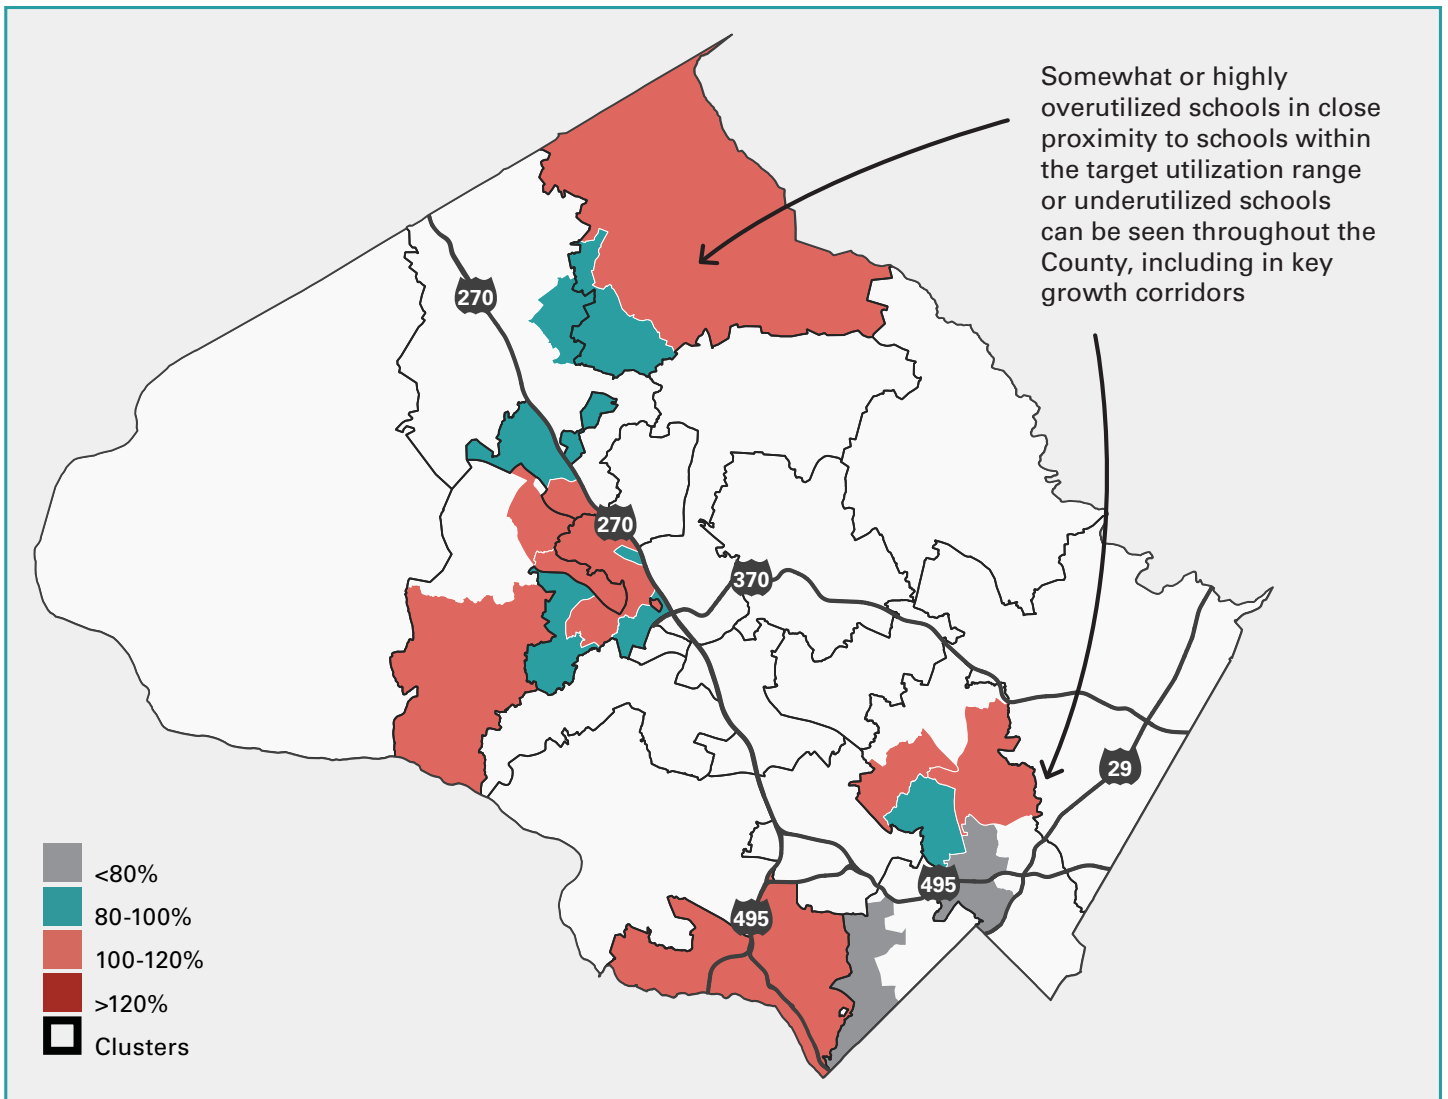 Somewhat or highly
overutilized schools in close
proximity to schools within
the target utilization range
or underutilized schools
can be seen throughout the
County, including in key
growth corridors
270
270
370
29
495
495
<80%
80-100%
100-120%
>120%
Clusters